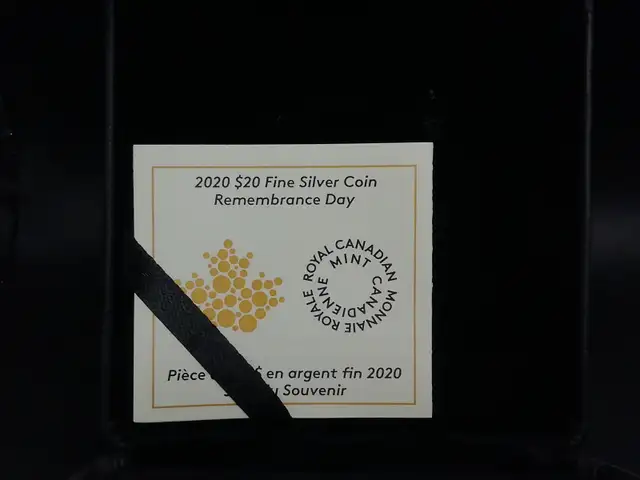 2020 $20 Fine Silver Coin
Remembrance Day
ROYAL CANADIAN MINT
MONNAIE ROYALE CANADIENNE
Pièce $ en argent fin 2020
Souvenir